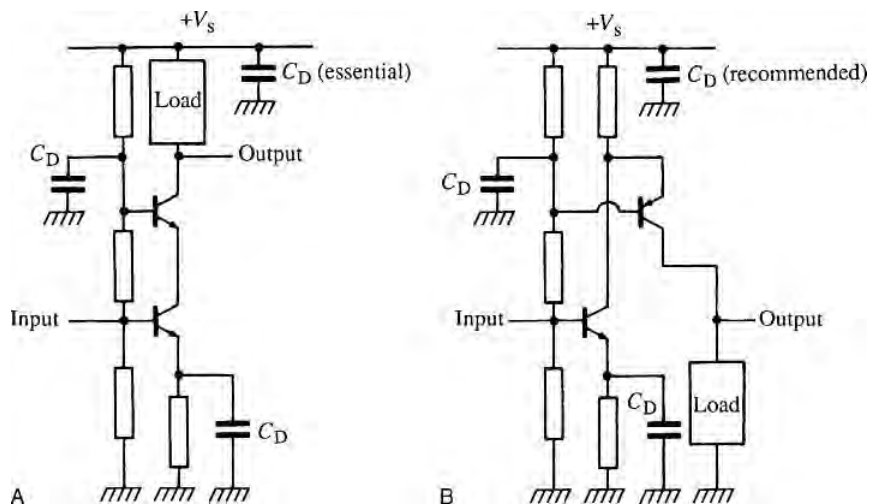 +Vs
CD (essential)
Load
Output
CD
Input
CD
A
+Vs
CD (recommended)
CD
Input
Output
CD
Load
B